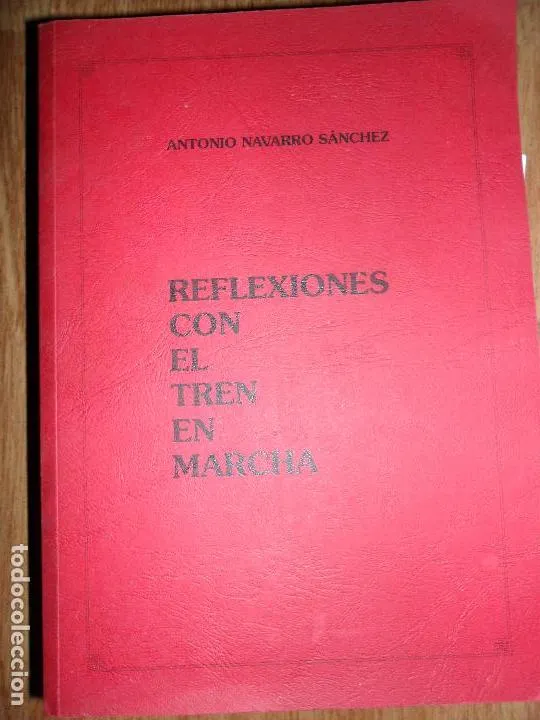 ANTONIO NAVARRO SÁNCHEZ
REFLEXIONES
CON
EL
TREN
EN
MARCHA
todocoleccion